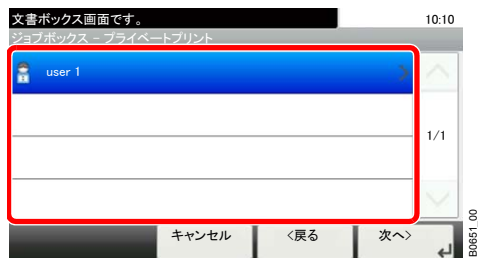 文書ボックス画面です。
10:10
ジョブボックス - プライベートプリント
user 1
1/1
キャンセル
<戻る
次へ>
B0651_00